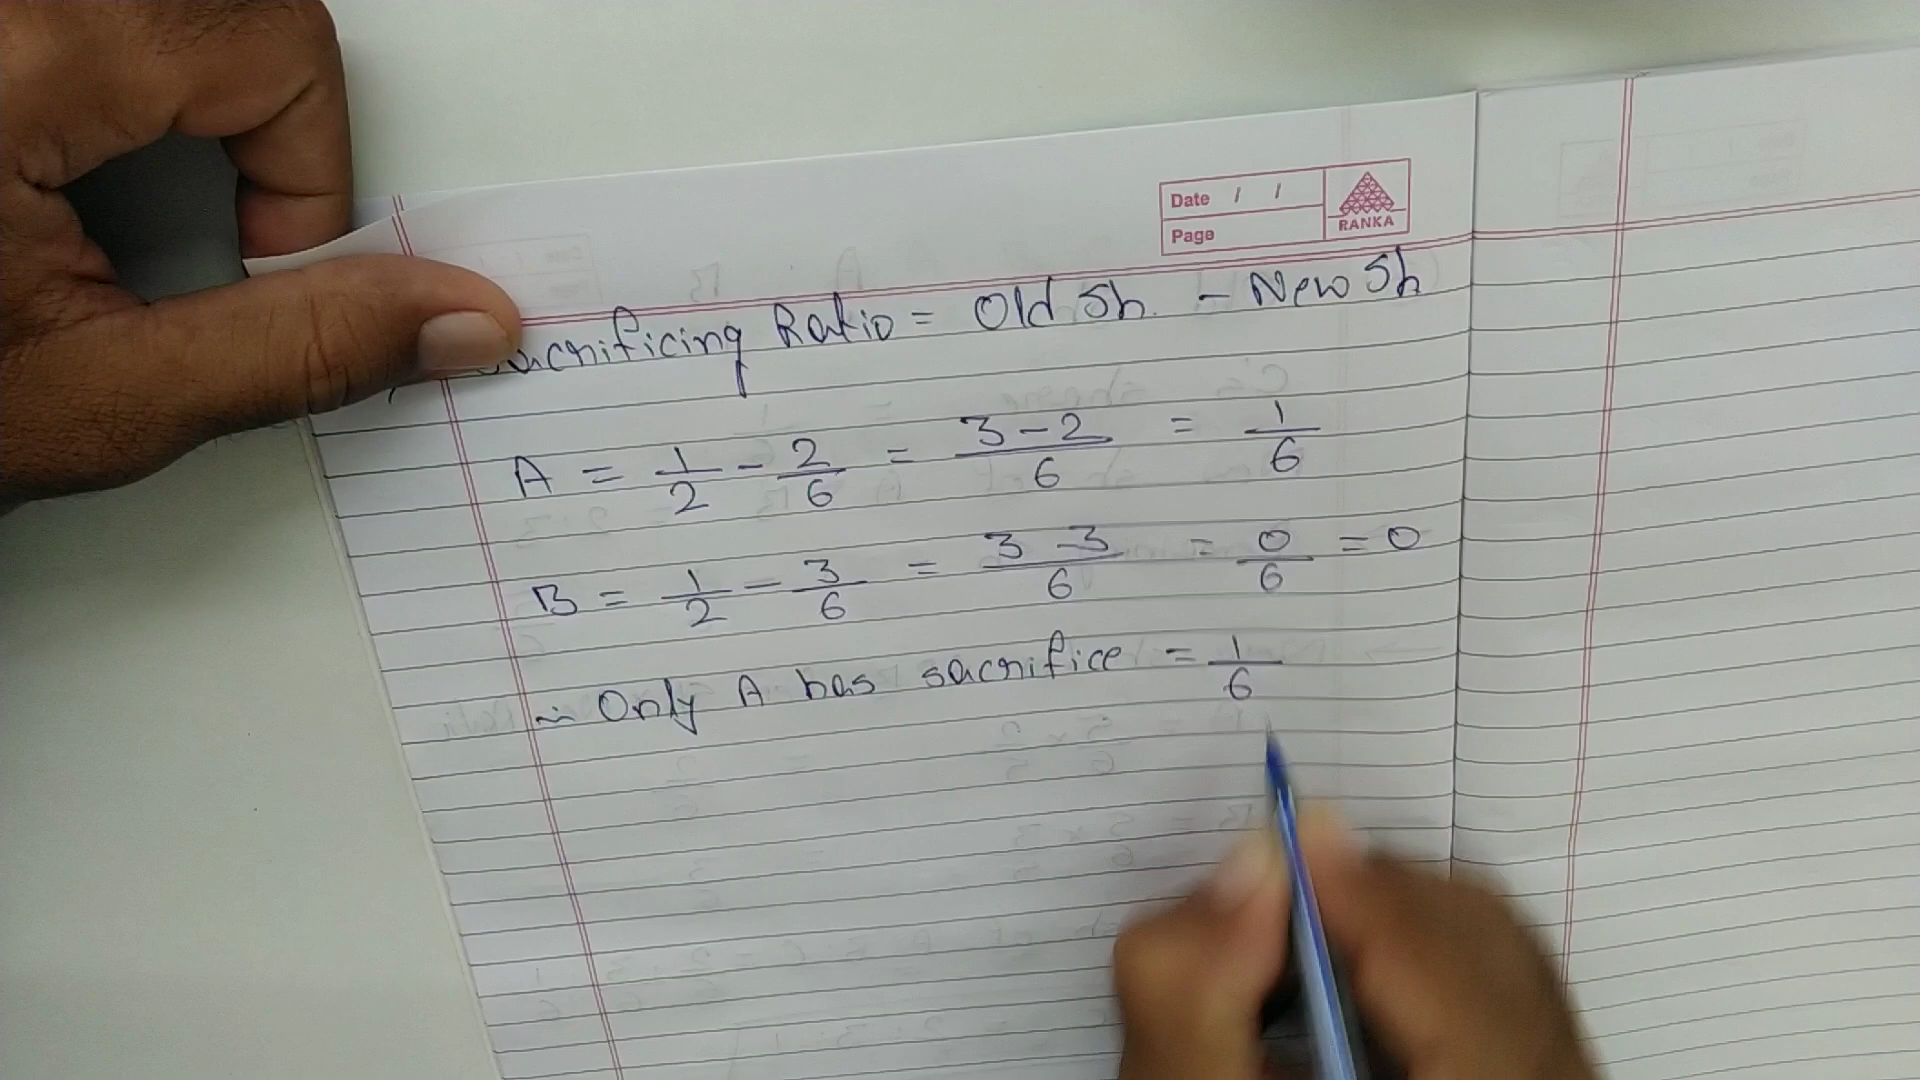 Date / /
RANKA
Page
Sacrificing Ratio = Old Sh. - New Sh
A = 1/2 - 2/6 = 3-2/6 = 1/6
B = 1/2 - 3/6 = 3-3/6 = 0/6 = 0
∴ Only A has sacrifice = 1/6